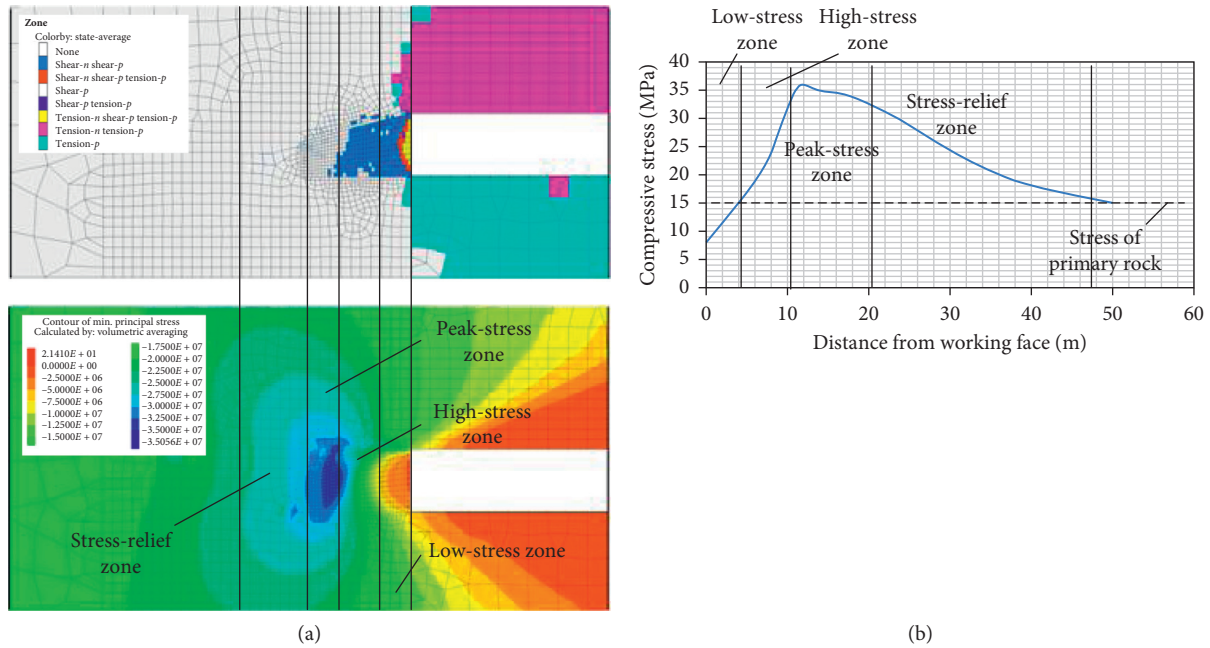 Zone
Colorby: state-average
None
Shear-n shear-p
Shear-n shear-p tension-p
Shear-p
Shear-p tension-p
Tension-n shear-p tension-p
Tension-n tension-p
Tension-p
Contour of min. principal stress
Calculated by: volumetric averaging
2.1410E + 01
0.0000E + 00
–2.5000E + 06
–5.0000E + 06
–7.5000E + 06
–1.0000E + 07
–1.2500E + 07
–1.5000E + 07
–1.7500E + 07
–2.0000E + 07
–2.2500E + 07
–2.5000E + 07
–2.7500E + 07
–3.0000E + 07
–3.2500E + 07
–3.5000E + 07
–3.5056E + 07
Peak-stress
zone
High-stress
zone
Stress-relief
zone
Low-stress zone
(a)
Low-stress
zone
High-stress
zone
Compressive stress (MPa)
40
35
30
25
20
15
10
5
0
Stress-relief
zone
Peak-stress
zone
Stress of
primary rock
0 10 20 30 40 50 60
Distance from working face (m)
(b)